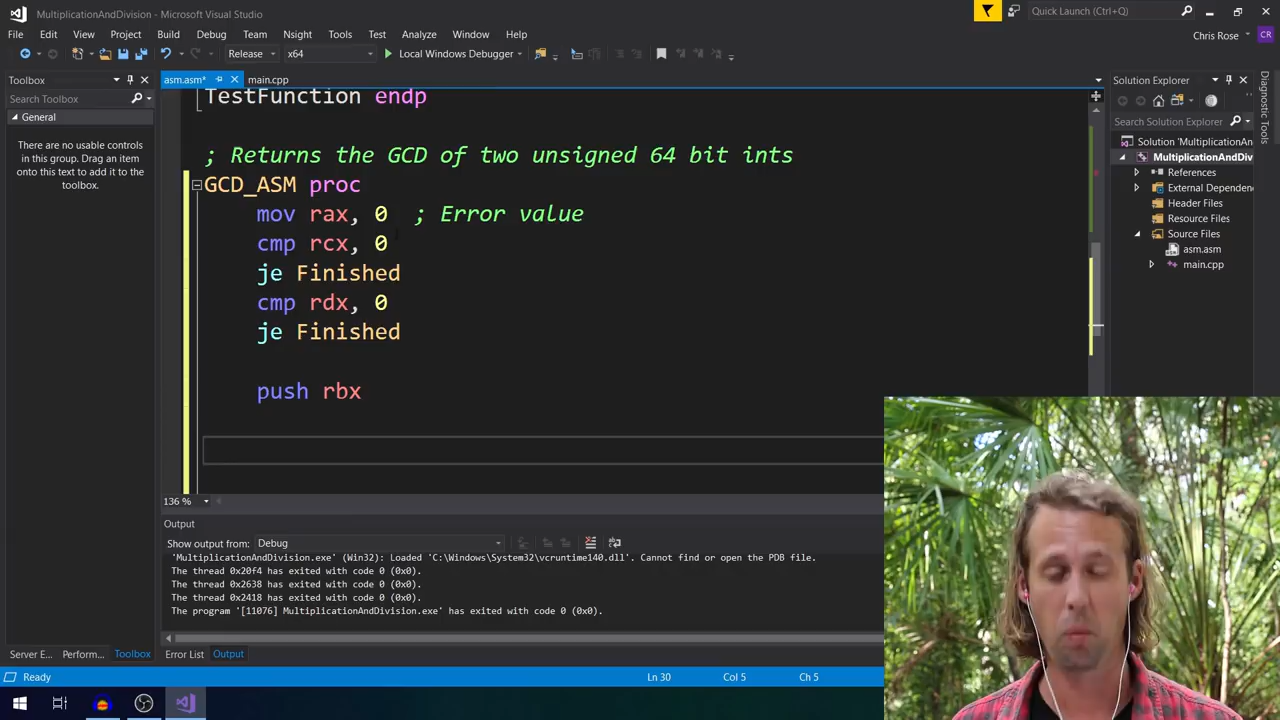 MultiplicationAndDivision - Microsoft Visual Studio
Quick Launch (Ctrl+Q)
File Edit View Project Build Debug Team Nsight Tools Test Analyze Window Help
Chris Rose
CR
Release x64 Local Windows Debugger
Toolbox
asm.asm* main.cpp
Solution Explorer
Search Toolbox
Search Solution Explorer
General
There are no usable controls
in this group. Drag an item
onto this text to add it to the
toolbox.
TestFunction endp
; Returns the GCD of two unsigned 64 bit ints
GCD_ASM proc
mov rax, 0 ; Error value
cmp rcx, 0
je Finished
cmp rdx, 0
je Finished
push rbx
Solution 'MultiplicationAn
MultiplicationAndDiv
References
External Dependenc
Header Files
Resource Files
Source Files
asm.asm
main.cpp
Diagnostic Tools
136 %
Output
Show output from: Debug
'MultiplicationAndDivision.exe' (Win32): Loaded 'C:\Windows\System32\vcruntime140.dll'. Cannot find or open the PDB file.
The thread 0x20f4 has exited with code 0 (0x0).
The thread 0x2638 has exited with code 0 (0x0).
The thread 0x2418 has exited with code 0 (0x0).
The program '[11076] MultiplicationAndDivision.exe' has exited with code 0 (0x0).
Server E... Perform... Toolbox
Error List Output
Ready
Ln 30 Col 5 Ch 5